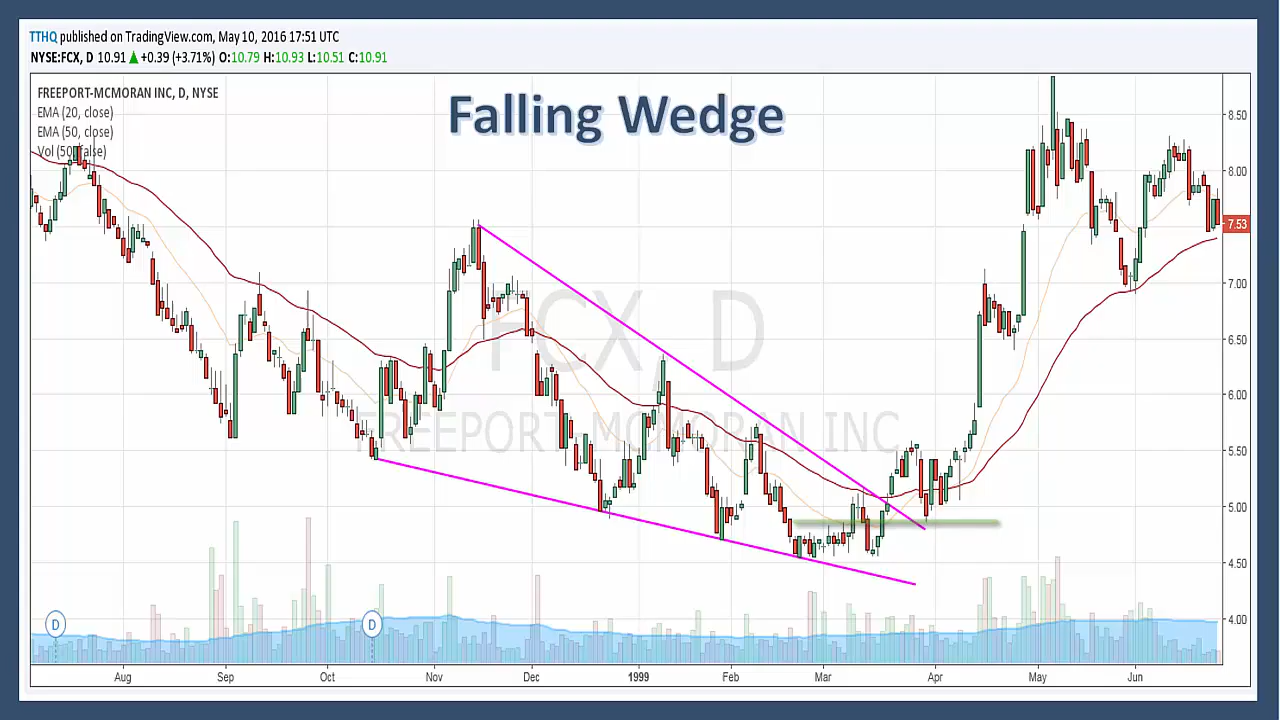 TTHQ published on TradingView.com, May 10, 2016 17:51 UTC
NYSE:FCX, D 10.91 ▲ +0.39 (+3.71%) O:10.79 H:10.93 L:10.51 C:10.91
FREEPORT-MCMORAN INC, D, NYSE
EMA (20, close)
EMA (50, close)
Vol (50, false)
Falling Wedge
FCX, D
FREEPORT-MCMORAN INC
8.50
8.00
7.53
7.00
6.50
6.00
5.50
5.00
4.50
4.00
D D
Aug Sep Oct Nov Dec 1999 Feb Mar Apr May Jun